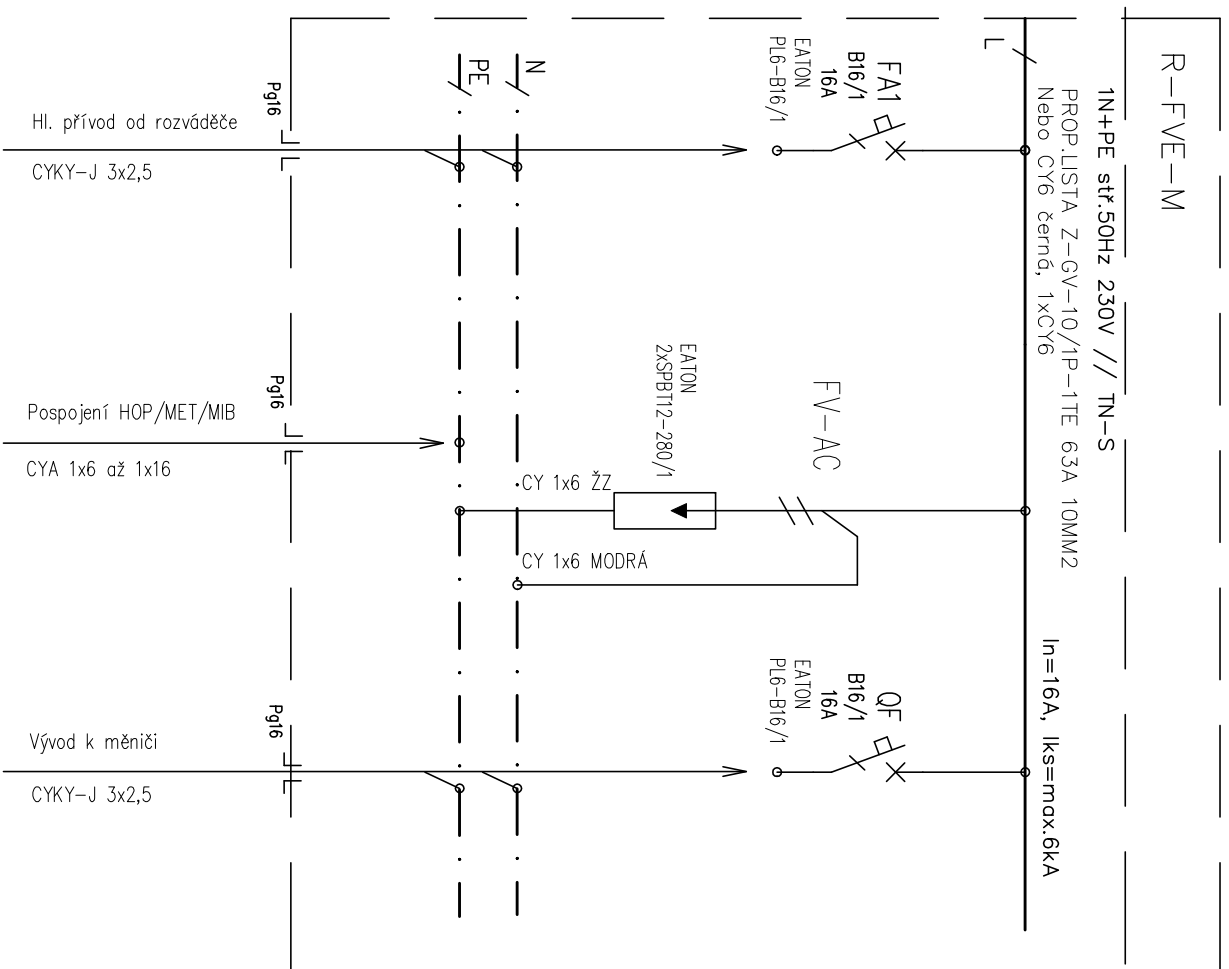 R-FVE-M
1N+PE stř.50Hz 230V // TN-S
PROP.LISTA Z-GV-10/1P-1TE 63A 10MM2
Nebo CY6 černá, 1xCY6
In=16A, Iks=max.6kA
L
FA1
B16/1
16A
EATON
PL6-B16/1
N
PE
Pg16
Hl. přívod od rozváděče
CYKY-J 3x2,5
FV-AC
EATON
2xSPBT12-280/1
CY 1x6 ŽZ
CY 1x6 MODRÁ
Pg16
Pospojení HOP/MET/MIB
CYA 1x6 až 1x16
QF
B16/1
16A
EATON
PL6-B16/1
Pg16
Vývod k měniči
CYKY-J 3x2,5